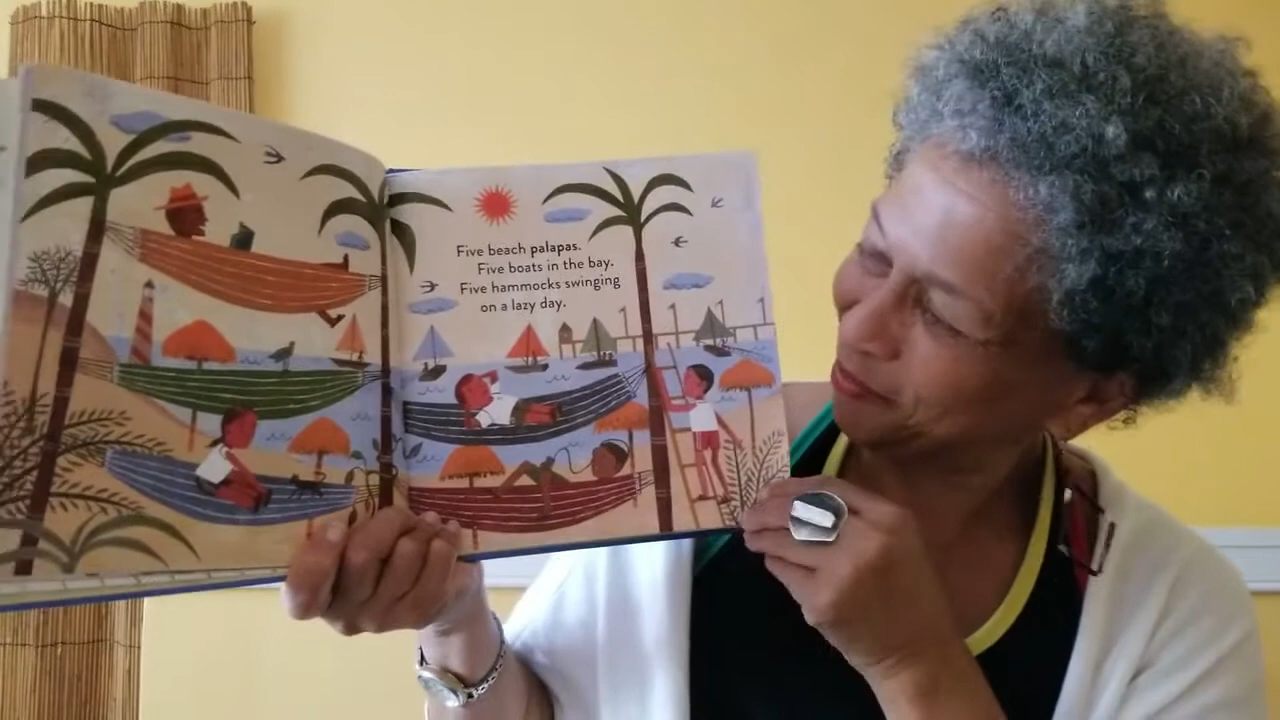 Five beach palapas.
Five boats in the bay.
Five hammocks swinging
on a lazy day.